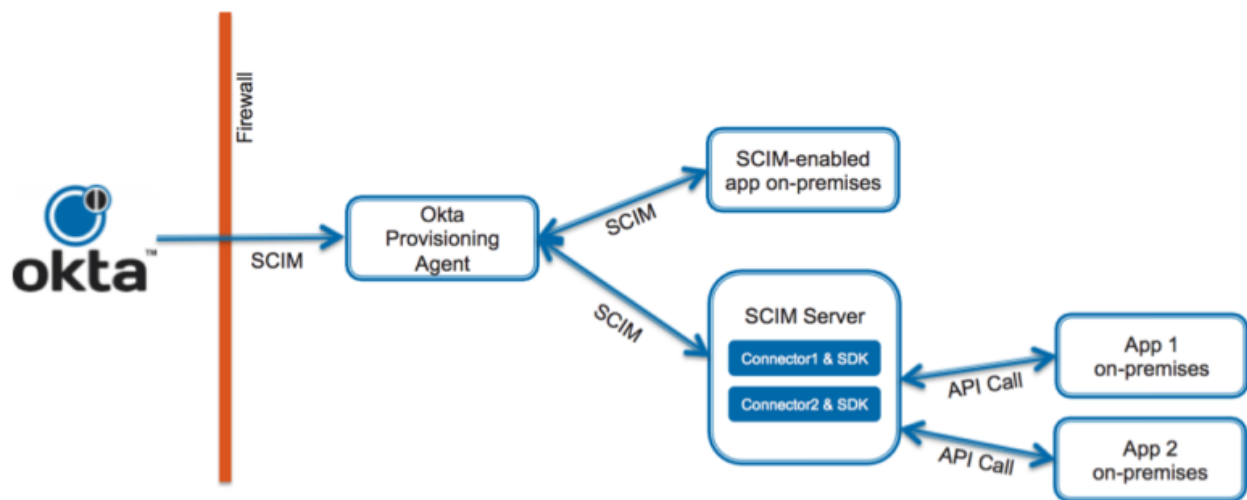 Firewall
okta™
SCIM
Okta
Provisioning
Agent
SCIM
SCIM
SCIM-enabled
app on-premises
SCIM Server
Connector1 & SDK
Connector2 & SDK
API Call
API Call
App 1
on-premises
App 2
on-premises